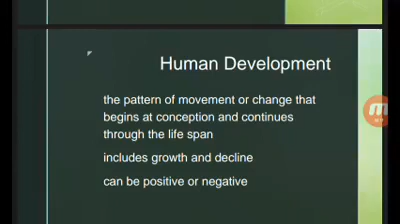 Human Development
the pattern of movement or change that
begins at conception and continues
through the life span
includes growth and decline
can be positive or negative